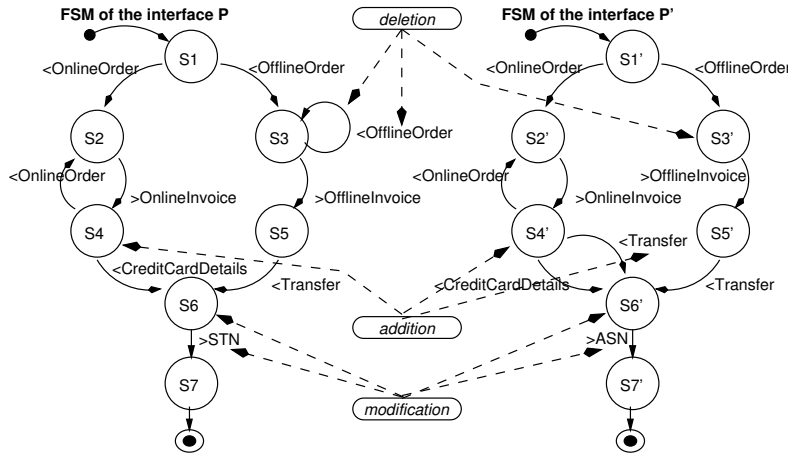 FSM of the interface P
deletion
FSM of the interface P'
S1
S1'
<OnlineOrder
<OfflineOrder
<OnlineOrder
<OfflineOrder
S2
S3
<OfflineOrder
S2'
S3'
<OnlineOrder
>OnlineInvoice
>OfflineInvoice
<OnlineOrder
>OnlineInvoice
>OfflineInvoice
S4
S5
S4'
<Transfer
S5'
<CreditCardDetails
<Transfer
<CreditCardDetails
<Transfer
S6
addition
S6'
>STN
>ASN
S7
modification
S7'